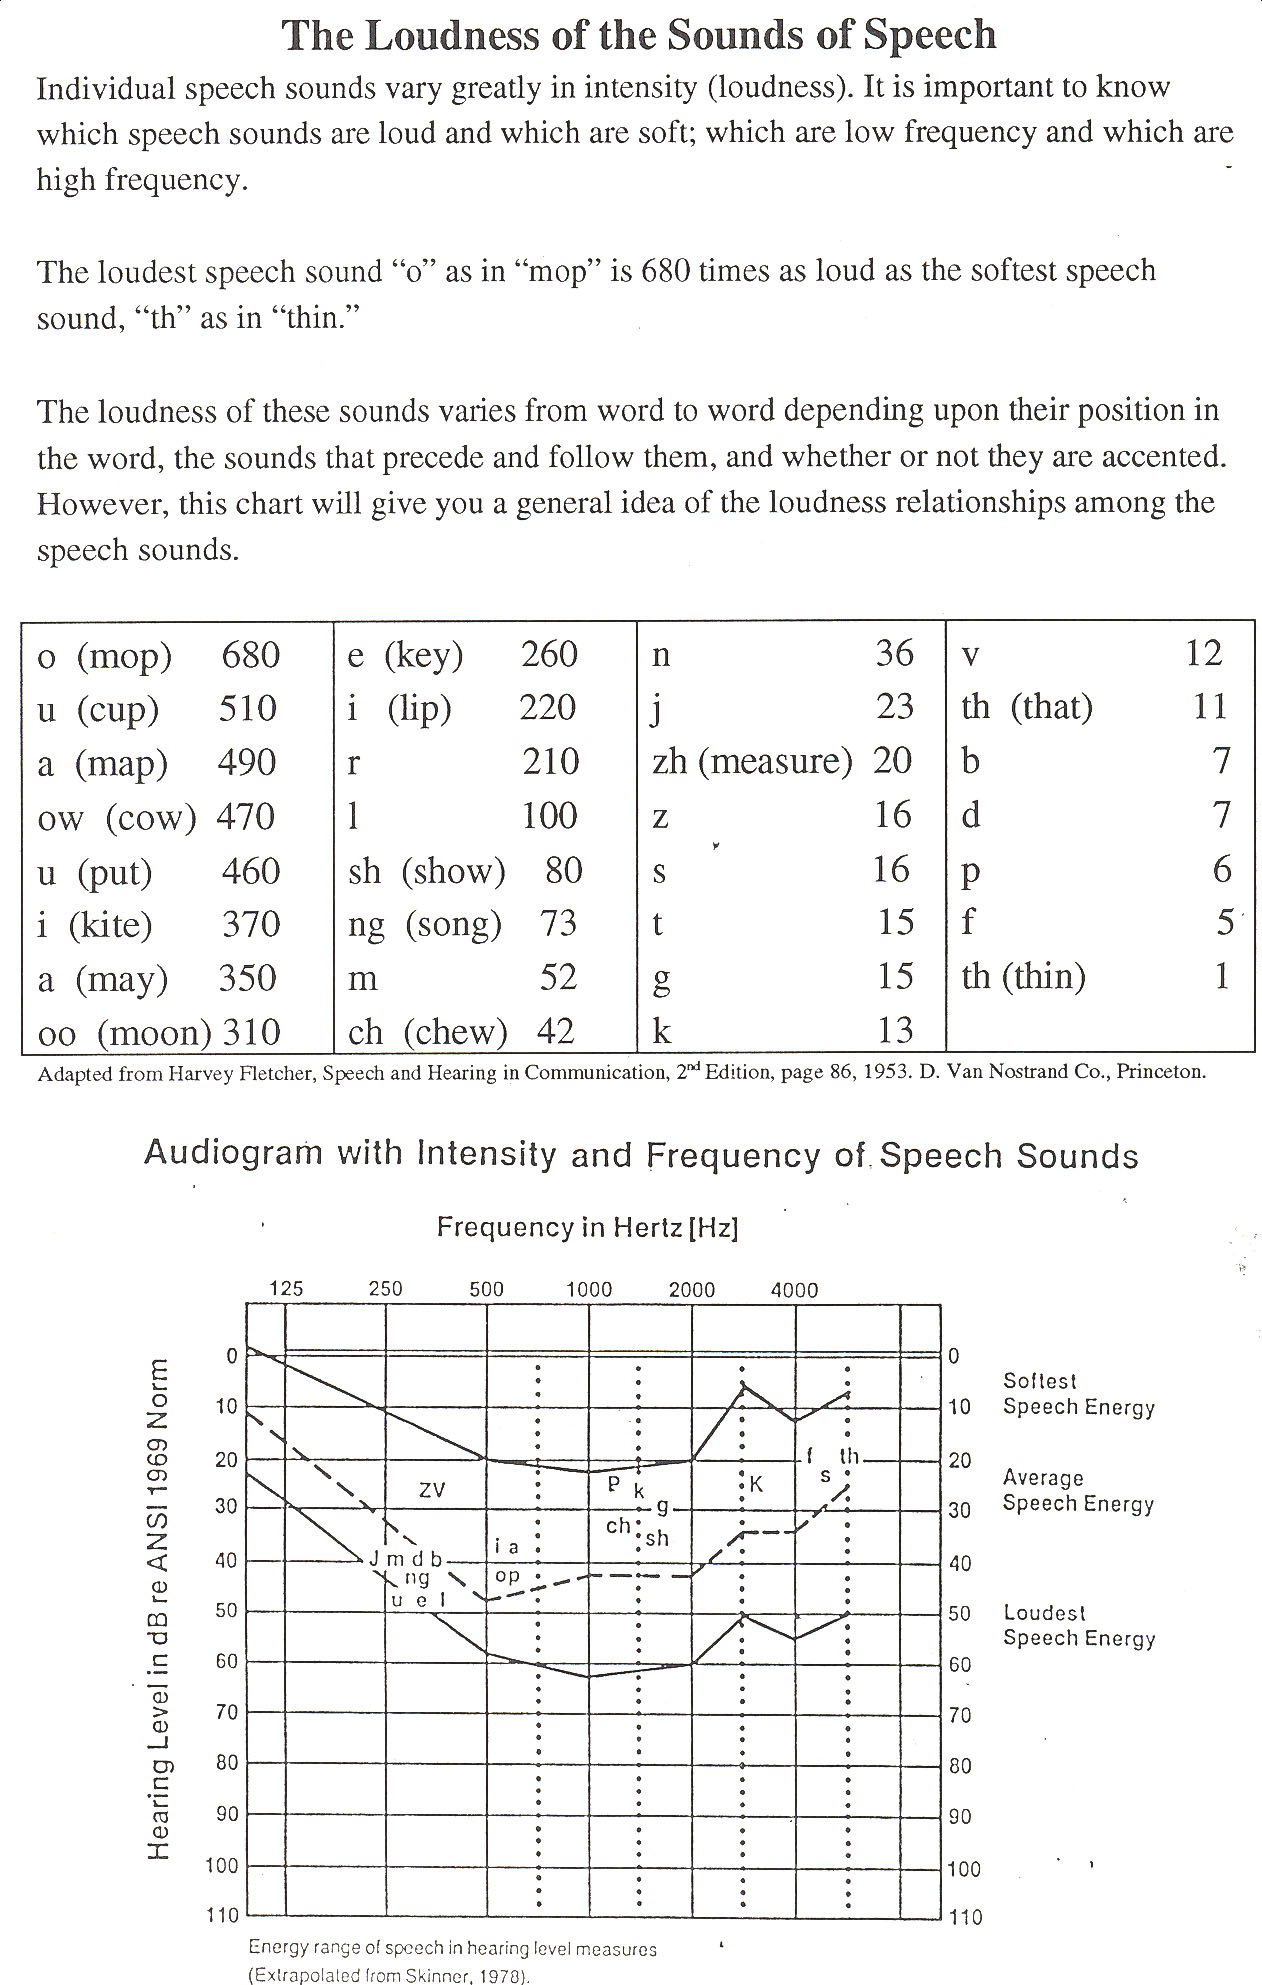 The Loudness of the Sounds of Speech
Individual speech sounds vary greatly in intensity (loudness). It is important to know
which speech sounds are loud and which are soft; which are low frequency and which are
high frequency.
The loudest speech sound “o” as in “mop” is 680 times as loud as the softest speech
sound, “th” as in “thin.”
The loudness of these sounds varies from word to word depending upon their position in
the word, the sounds that precede and follow them, and whether or not they are accented.
However, this chart will give you a general idea of the loudness relationships among the
speech sounds.
o (mop) 680 e (key) 260 n 36 v 12
u (cup) 510 i (lip) 220 j 23 th (that) 11
a (map) 490 r 210 zh (measure) 20 b 7
ow (cow) 470 l 100 z 16 d 7
u (put) 460 sh (show) 80 s 16 p 6
i (kite) 370 ng (song) 73 t 15 f 5
a (may) 350 m 52 g 15 th (thin) 1
oo (moon) 310 ch (chew) 42 k 13
Adapted from Harvey Fletcher, Speech and Hearing in Communication, 2nd Edition, page 86, 1953. D. Van Nostrand Co., Princeton.
Audiogram with Intensity and Frequency of Speech Sounds
Frequency in Hertz [Hz]
125 250 500 1000 2000 4000
Hearing Level in dB re ANSI 1969 Norm
0 0
Softest
10 10 Speech Energy
f th
20 20
s
Average
zv P k K
30 g 30 Speech Energy
ch sh
i a
40 J m d b 40
ng op
u e l
50 50 Loudest
Speech Energy
60 60
70 70
80 80
90 90
100 100
110 110
Energy range of speech in hearing level measures
(Extrapolated from Skinner, 1978).